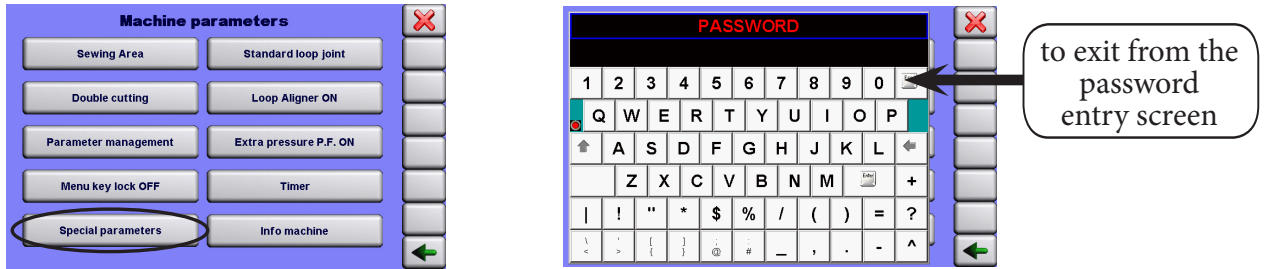 Machine parameters
Sewing Area
Standard loop joint
Double cutting
Loop Aligner ON
Parameter management
Extra pressure P.F. ON
Menu key lock OFF
Timer
Special parameters
Info machine
PASSWORD
1 2 3 4 5 6 7 8 9 0
Q W E R T Y U I O P
A S D F G H J K L
Z X C V B N M Enter +
| ! " * $ % / ( ) = ?
\ ' [ ] ; : _ , . - ^
< > { } @ #
to exit from the
password
entry screen